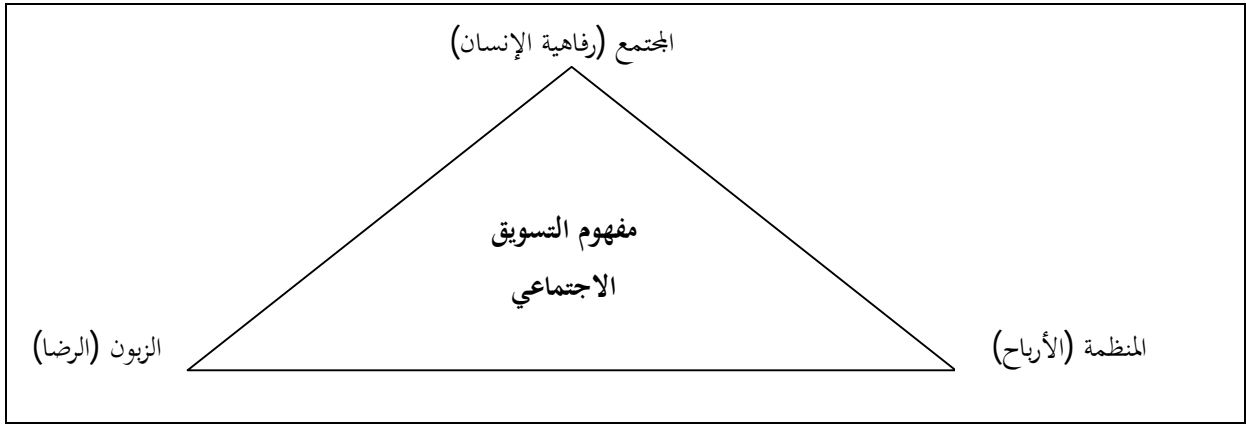 المجتمع (رفاهية الإنسان)
مفهوم التسويق
الاجتماعي
المنظمة (الأرباح)
الزبون (الرضا)